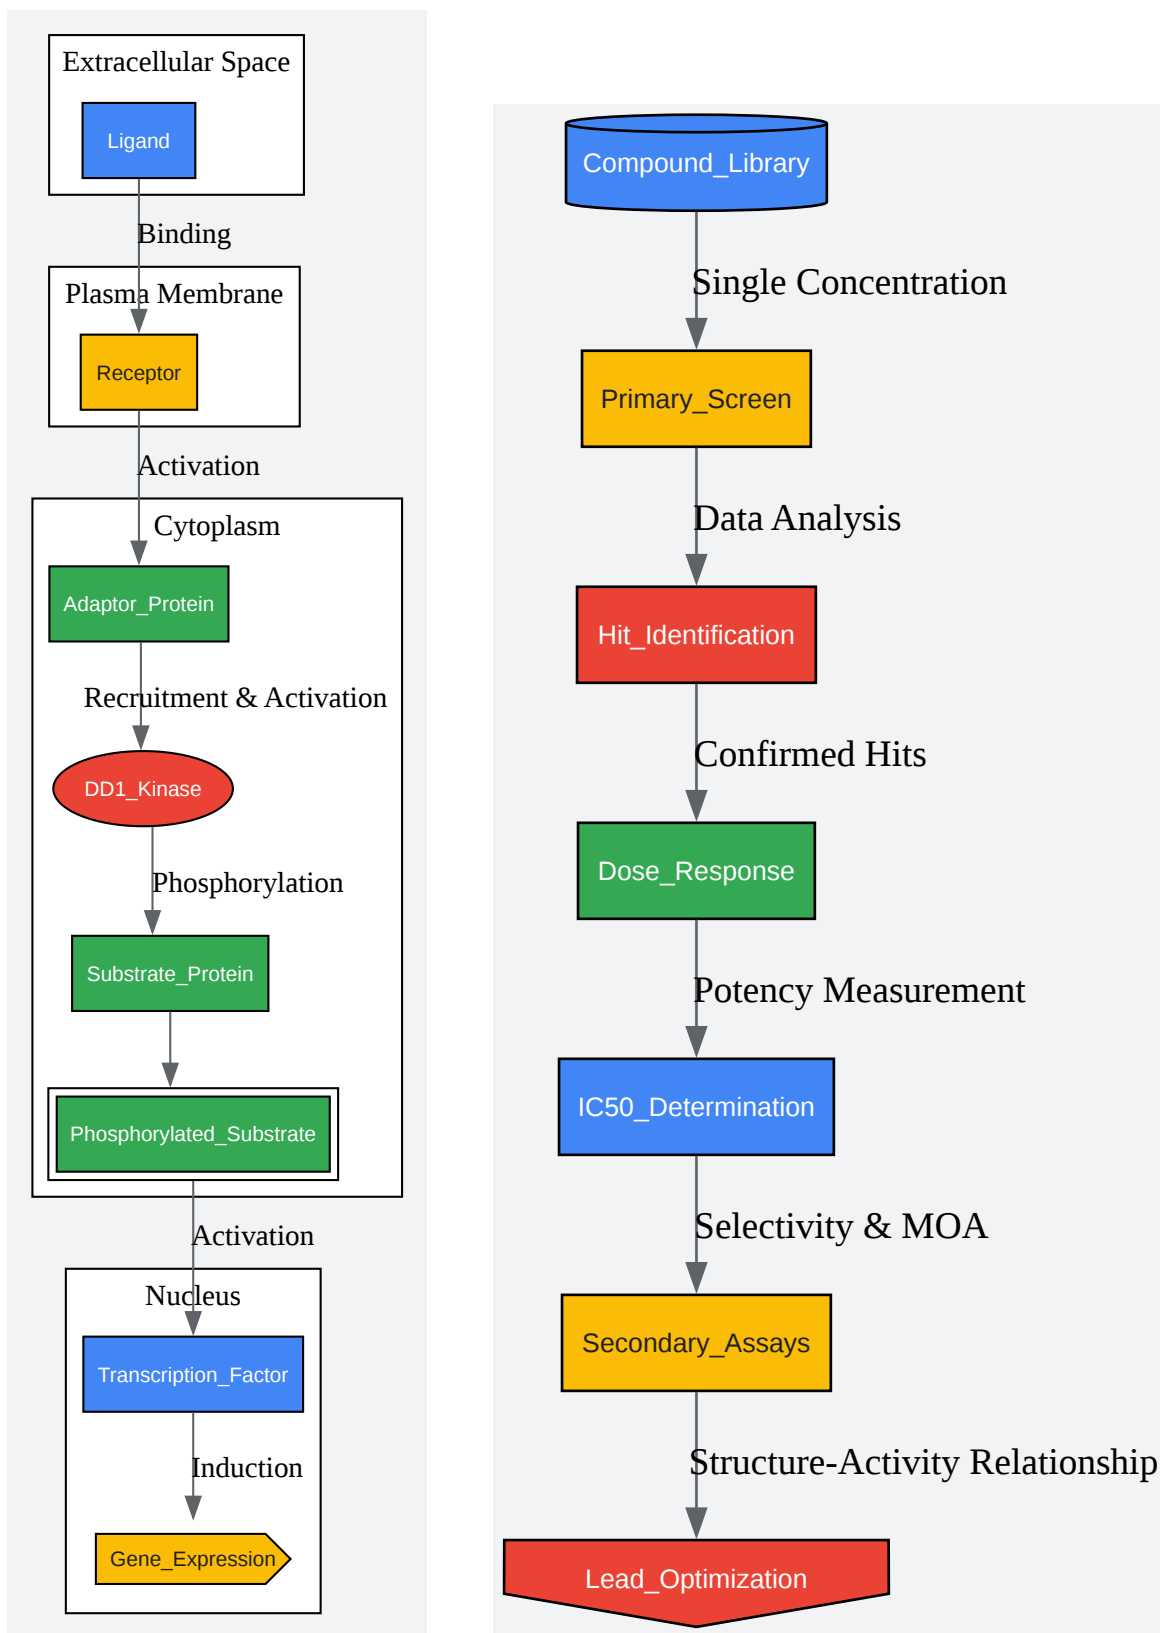 Extracellular Space
Ligand
Binding
Plasma Membrane
Receptor
Activation
Cytoplasm
Adaptor_Protein
Recruitment & Activation
DD1_Kinase
Phosphorylation
Substrate_Protein
Phosphorylated_Substrate
Activation
Nucleus
Transcription_Factor
Induction
Gene_Expression
Compound_Library
Single Concentration
Primary_Screen
Data Analysis
Hit_Identification
Confirmed Hits
Dose_Response
Potency Measurement
IC50_Determination
Selectivity & MOA
Secondary_Assays
Structure-Activity Relationship
Lead_Optimization